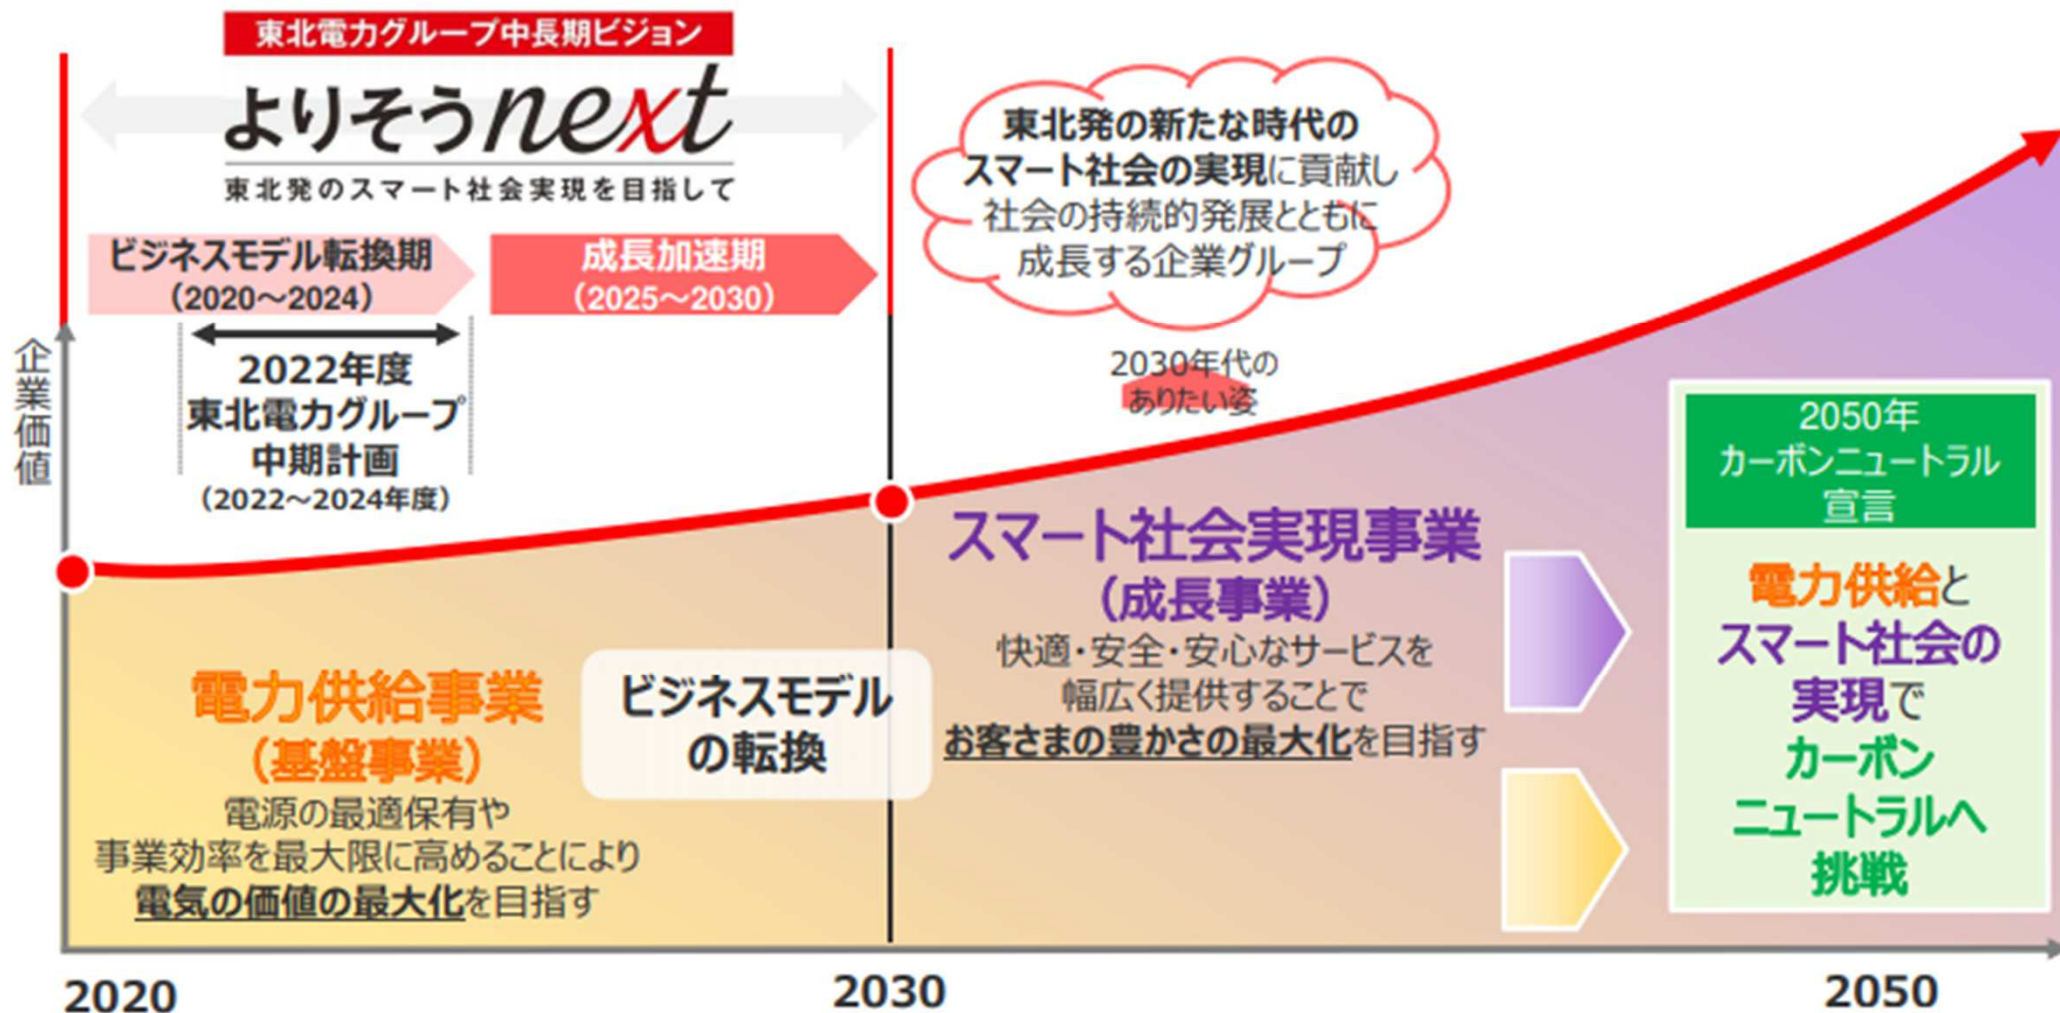 東北電力グループ中長期ビジョン
よりそうnext
東北発のスマート社会実現を目指して
ビジネスモデル転換期
（2020～2024）
成長加速期
（2025～2030）
2022年度
東北電力グループ
中期計画
（2022～2024年度）
東北発の新たな時代の
スマート社会の実現に貢献し
社会の持続的発展とともに
成長する企業グループ
2030年代の
ありたい姿
企業価値
電力供給事業
（基盤事業）
電源の最適保有や
事業効率を最大限に高めることにより
電気の価値の最大化を目指す
ビジネスモデル
の転換
スマート社会実現事業
（成長事業）
快適・安全・安心なサービスを
幅広く提供することで
お客さまの豊かさの最大化を目指す
2050年
カーボンニュートラル
宣言
電力供給と
スマート社会の
実現で
カーボン
ニュートラルへ
挑戦
2020
2030
2050